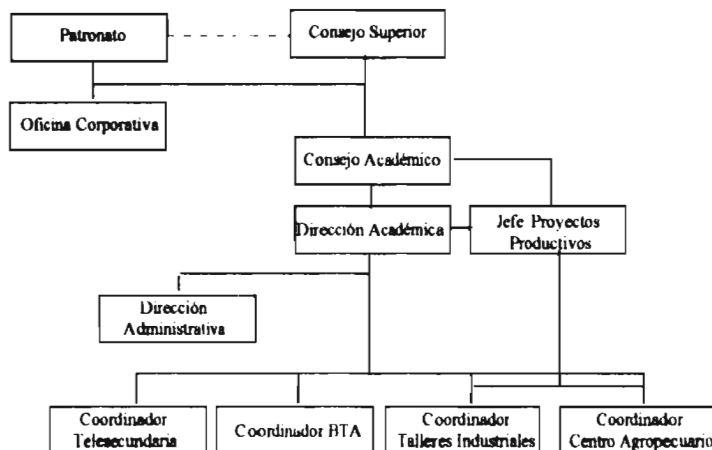 Patronato
Consejo Superior
Oficina Corporativa
Consejo Académico
Dirección Académica
Jefe Proyectos
Productivos
Dirección
Administrativa
Coordinador
Telesecundaria
Coordinador BTA
Coordinador
Talleres Industriales
Coordinador
Centro Agropecuario